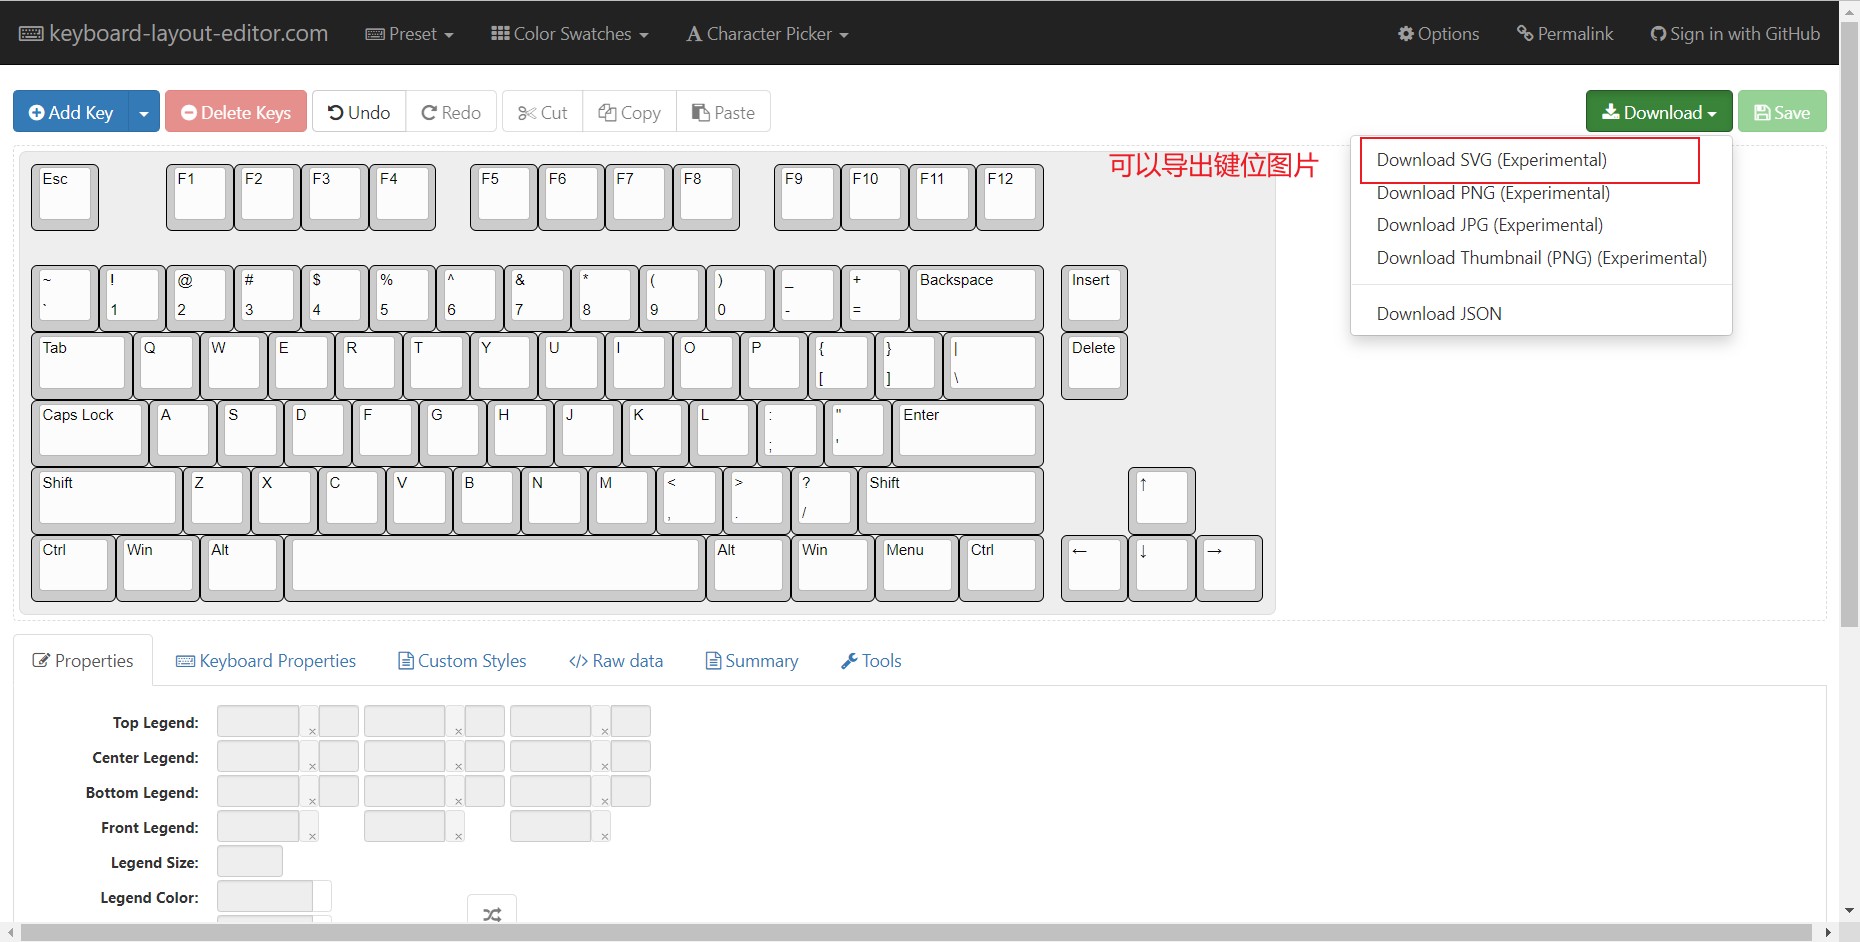 keyboard-layout-editor.com Preset Color Swatches Character Picker Options Permalink Sign in with GitHub
Add Key Delete Keys Undo Redo Cut Copy Paste Download Save
可以导出键位图片
Download SVG (Experimental)
Download PNG (Experimental)
Download JPG (Experimental)
Download Thumbnail (PNG) (Experimental)
Download JSON
Esc F1 F2 F3 F4 F5 F6 F7 F8 F9 F10 F11 F12
~ ! @ # $ % ^ & * ( ) _ + Backspace Insert
` 1 2 3 4 5 6 7 8 9 0 - =
Tab Q W E R T Y U I O P { } | Delete
[ ] \
Caps Lock A S D F G H J K L : " Enter
; '
Shift Z X C V B N M < > ? Shift ↑
, . /
Ctrl Win Alt Alt Win Menu Ctrl ← ↓ →
Properties Keyboard Properties Custom Styles </> Raw data Summary Tools
Top Legend: × × ×
Center Legend: × × ×
Bottom Legend: × × ×
Front Legend: × × ×
Legend Size:
Legend Color: